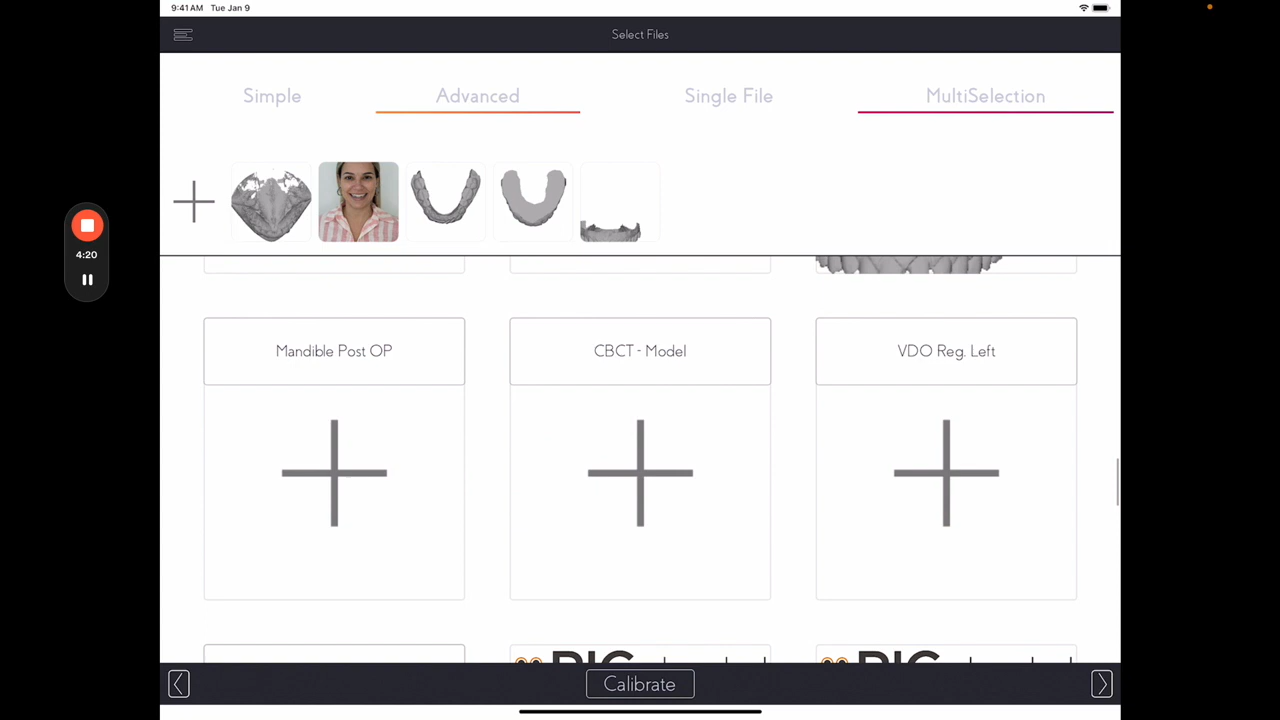 9:41 AM Tue Jan 9
Select Files
Simple
Advanced
Single File
MultiSelection
4:20
Mandible Post OP
CBCT - Model
VDO Reg. Left
Calibrate